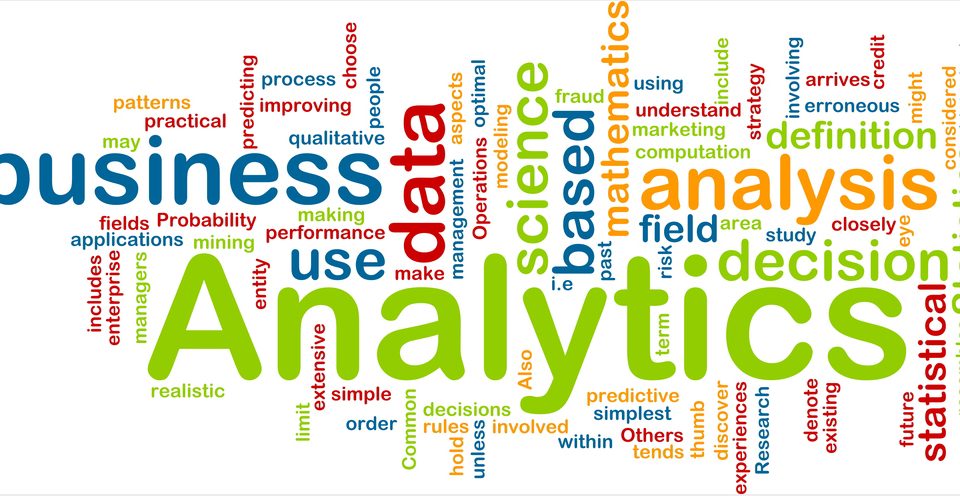 choose
predicting
process
people
improving
patterns
practical
qualitative
may
business
data
aspects
optimal
modeling
management
Operations
science
fraud
based
mathematics
using
include
understand
strategy
marketing
computation
involving
arrives
credit
erroneous
might
considered
definition
analysis
fields
Probability
making
performance
applications
mining
use
make
field
area
study
closely
eye
past
risk
i.e
decision
includes
enterprise
managers
entity
Analytics
term
realistic
extensive
simple
limit
order
Common
decisions
rules
hold
unless
involved
Also
within
predictive
simplest
Others
tends
thumb
discover
experiences
Research
denote
existing
future
statistical